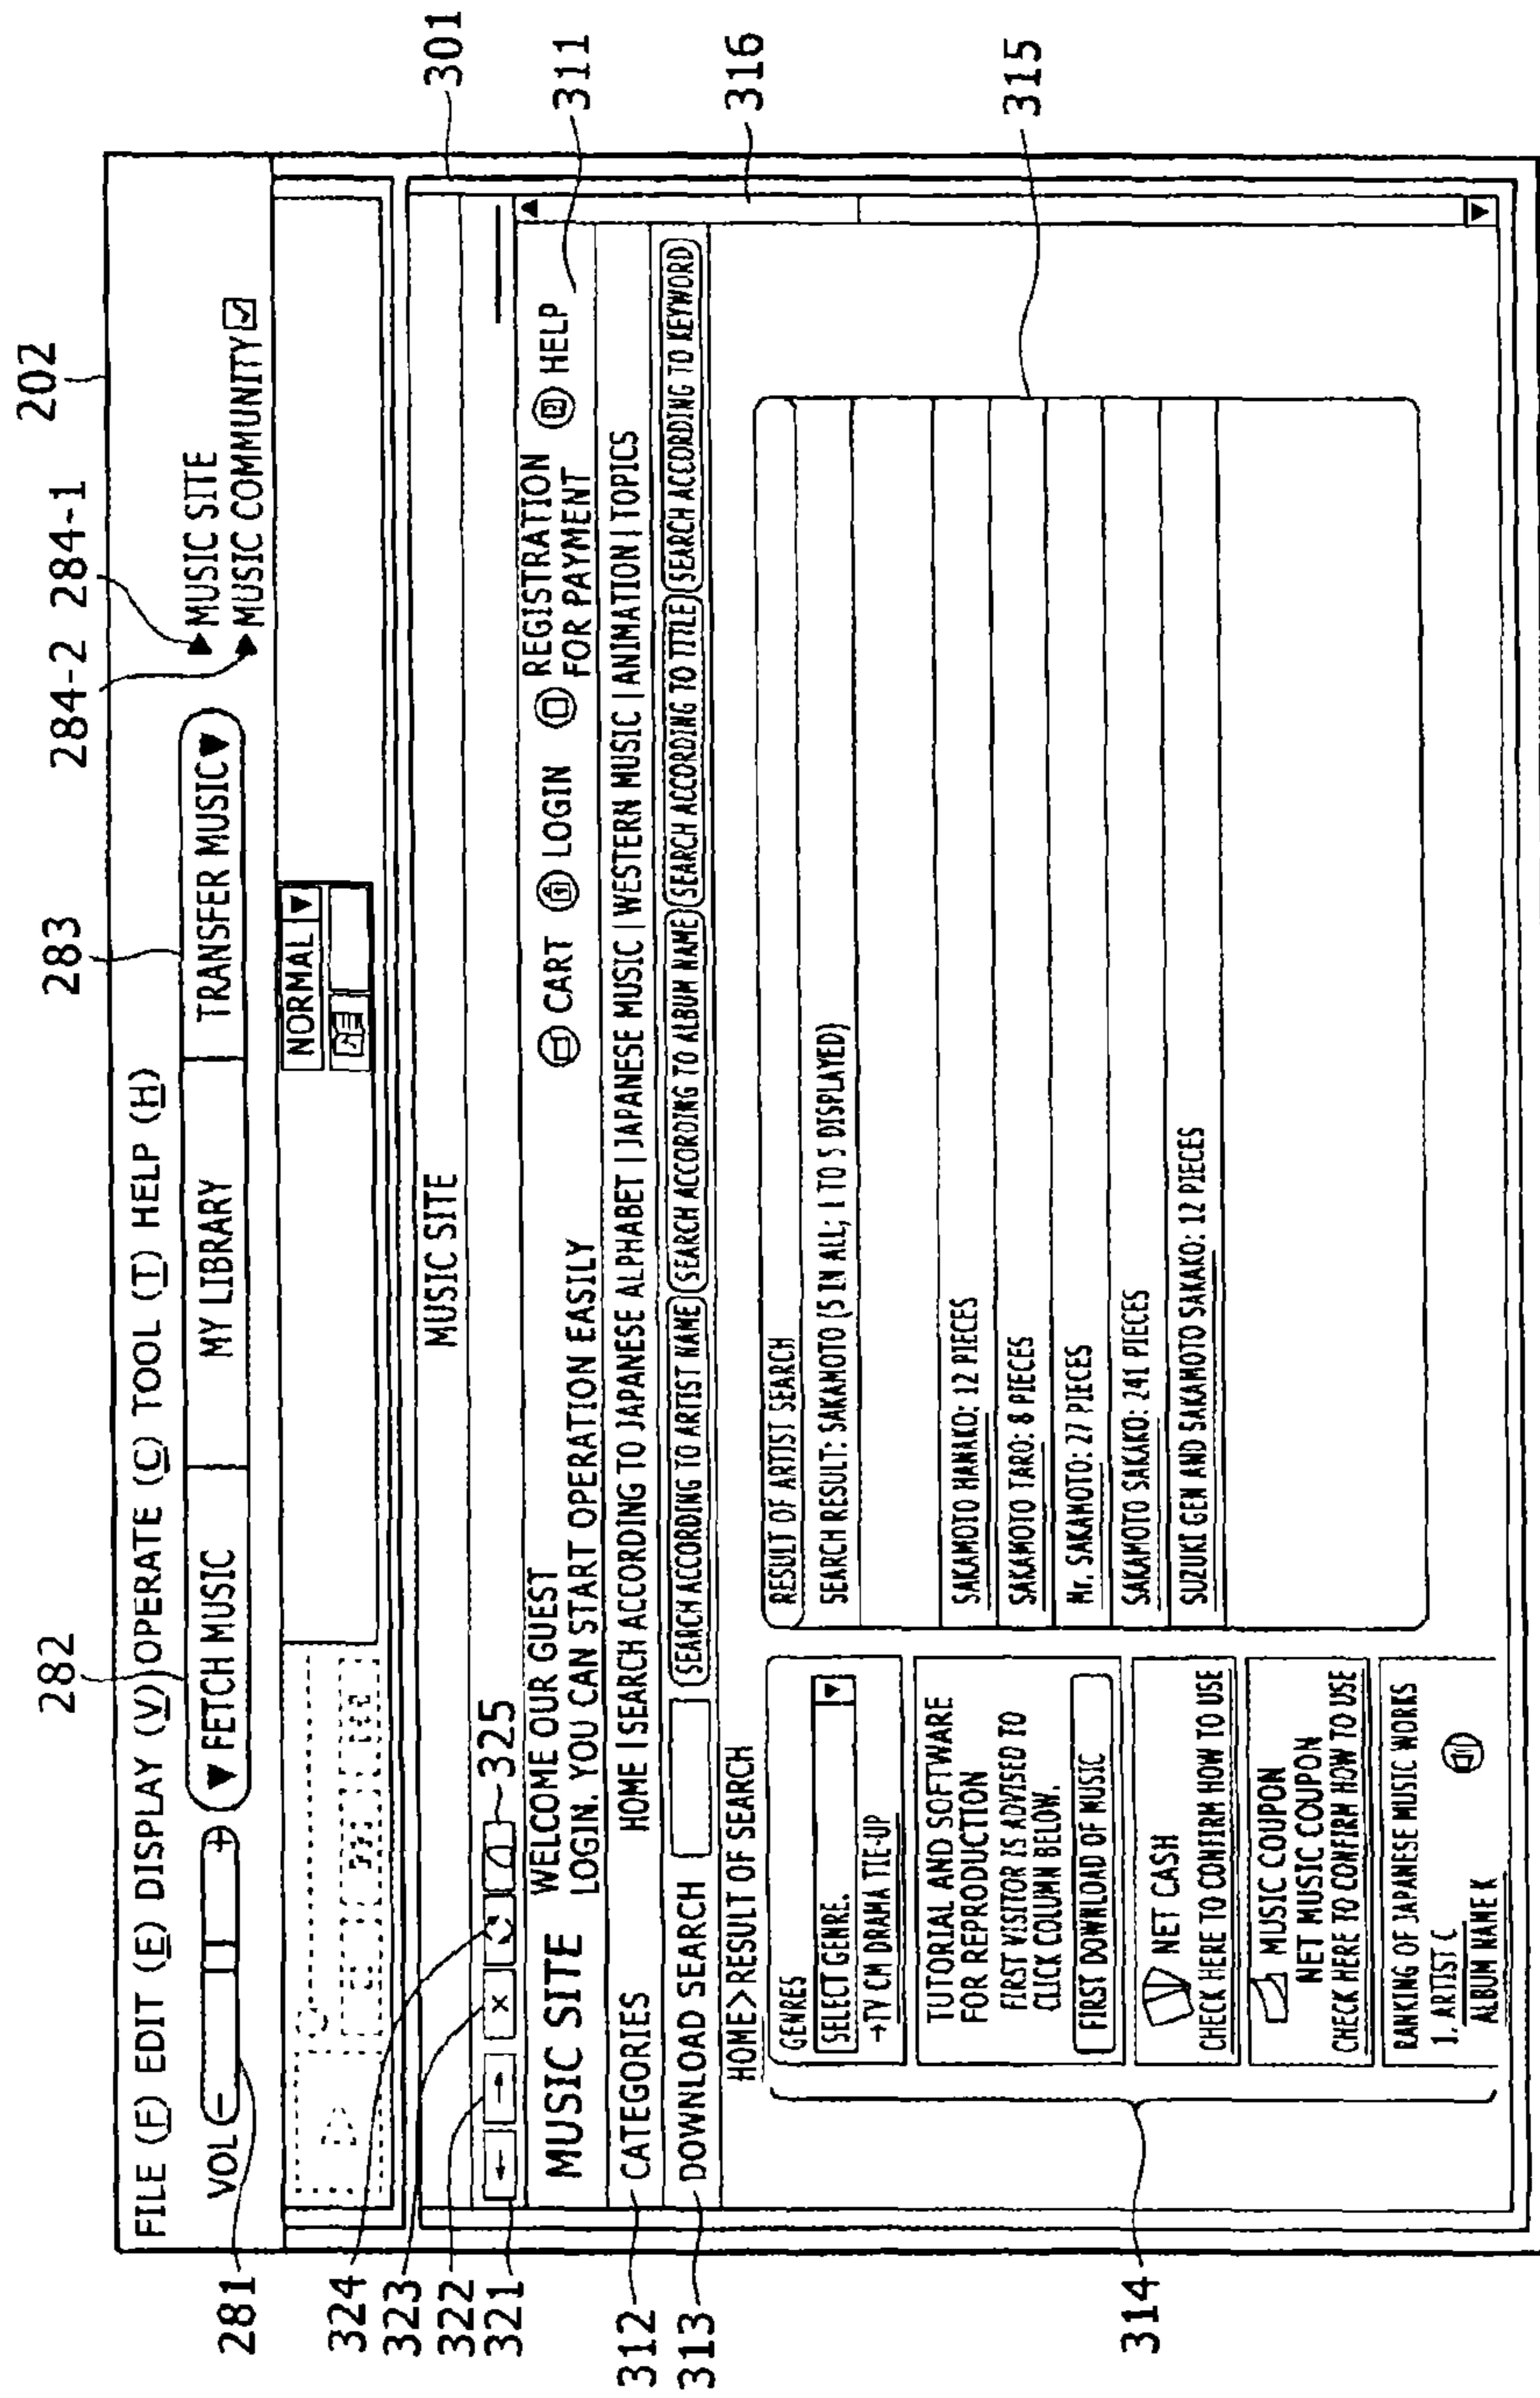 202
282
283
284-2 284-1
FILE (F) EDIT (E) DISPLAY (V) OPERATE (C) TOOL (T) HELP (H)
VOL - +
▼ FETCH MUSIC
MY LIBRARY
TRANSFER MUSIC ▼
▶MUSIC SITE
▶MUSIC COMMUNITY
281
NORMAL ▼
301
MUSIC SITE
324
323
322
321
← → ×
325
MUSIC SITE
WELCOME OUR GUEST
LOGIN. YOU CAN START OPERATION EASILY
CART LOGIN
REGISTRATION
FOR PAYMENT
HELP
311
312
CATEGORIES
HOME | SEARCH ACCORDING TO JAPANESE ALPHABET | JAPANESE MUSIC | WESTERN MUSIC | ANIMATION | TOPICS
313
DOWNLOAD SEARCH
SEARCH ACCORDING TO ARTIST NAME
SEARCH ACCORDING TO ALBUM NAME
SEARCH ACCORDING TO TITLE
SEARCH ACCORDING TO KEYWORD
316
HOME>RESULT OF SEARCH
GENRES
SELECT GENRE. ▼
→TV CM DRAMA TIE-UP
TUTORIAL AND SOFTWARE
FOR REPRODUCTION
FIRST VISITOR IS ADVISED TO
CLICK COLUMN BELOW.
FIRST DOWNLOAD OF MUSIC
NET CASH
CHECK HERE TO CONFIRM HOW TO USE
MUSIC COUPON
NET MUSIC COUPON
CHECK HERE TO CONFIRM HOW TO USE
RANKING OF JAPANESE MUSIC WORKS
1. ARTIST C
ALBUM NAME K
314
RESULT OF ARTIST SEARCH
SEARCH RESULT: SAKAMOTO (5 IN ALL; 1 TO 5 DISPLAYED)
SAKAMOTO HANAKO: 12 PIECES
SAKAMOTO TARO: 8 PIECES
Mr. SAKAMOTO: 27 PIECES
SAKAMOTO SAKAKO: 241 PIECES
SUZUKI GEN AND SAKAMOTO SAKAKO: 12 PIECES
315